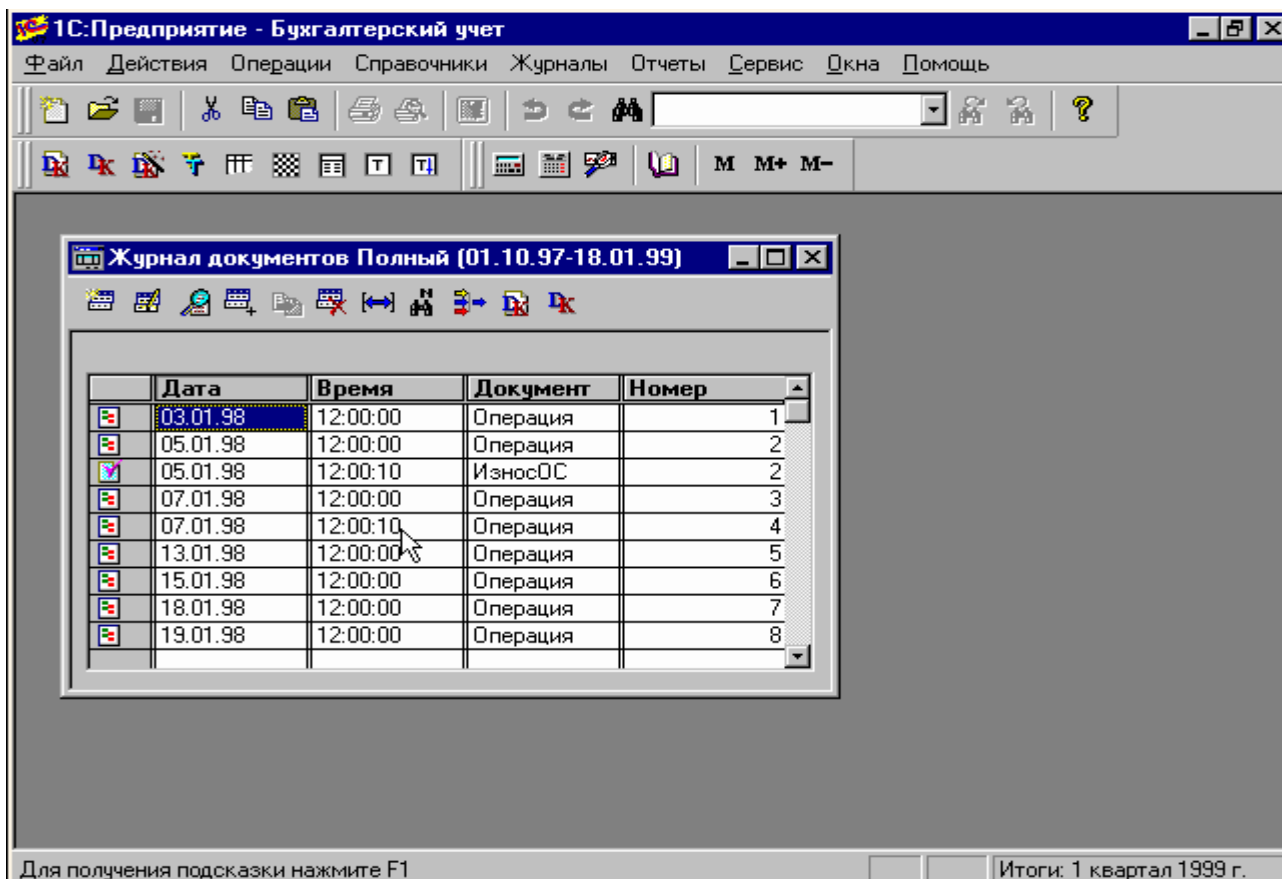 1С:Предприятие - Бухгалтерский учет
Файл Действия Операции Справочники Журналы Отчеты Сервис Окна Помощь
М М+ М-
Журнал документов Полный (01.10.97-18.01.99)
Дата Время Документ Номер
03.01.98 12:00:00 Операция 1
05.01.98 12:00:00 Операция 2
05.01.98 12:00:10 ИзносОС 2
07.01.98 12:00:00 Операция 3
07.01.98 12:00:10 Операция 4
13.01.98 12:00:00 Операция 5
15.01.98 12:00:00 Операция 6
18.01.98 12:00:00 Операция 7
19.01.98 12:00:00 Операция 8
Для получения подсказки нажмите F1 Итоги: 1 квартал 1999 г.